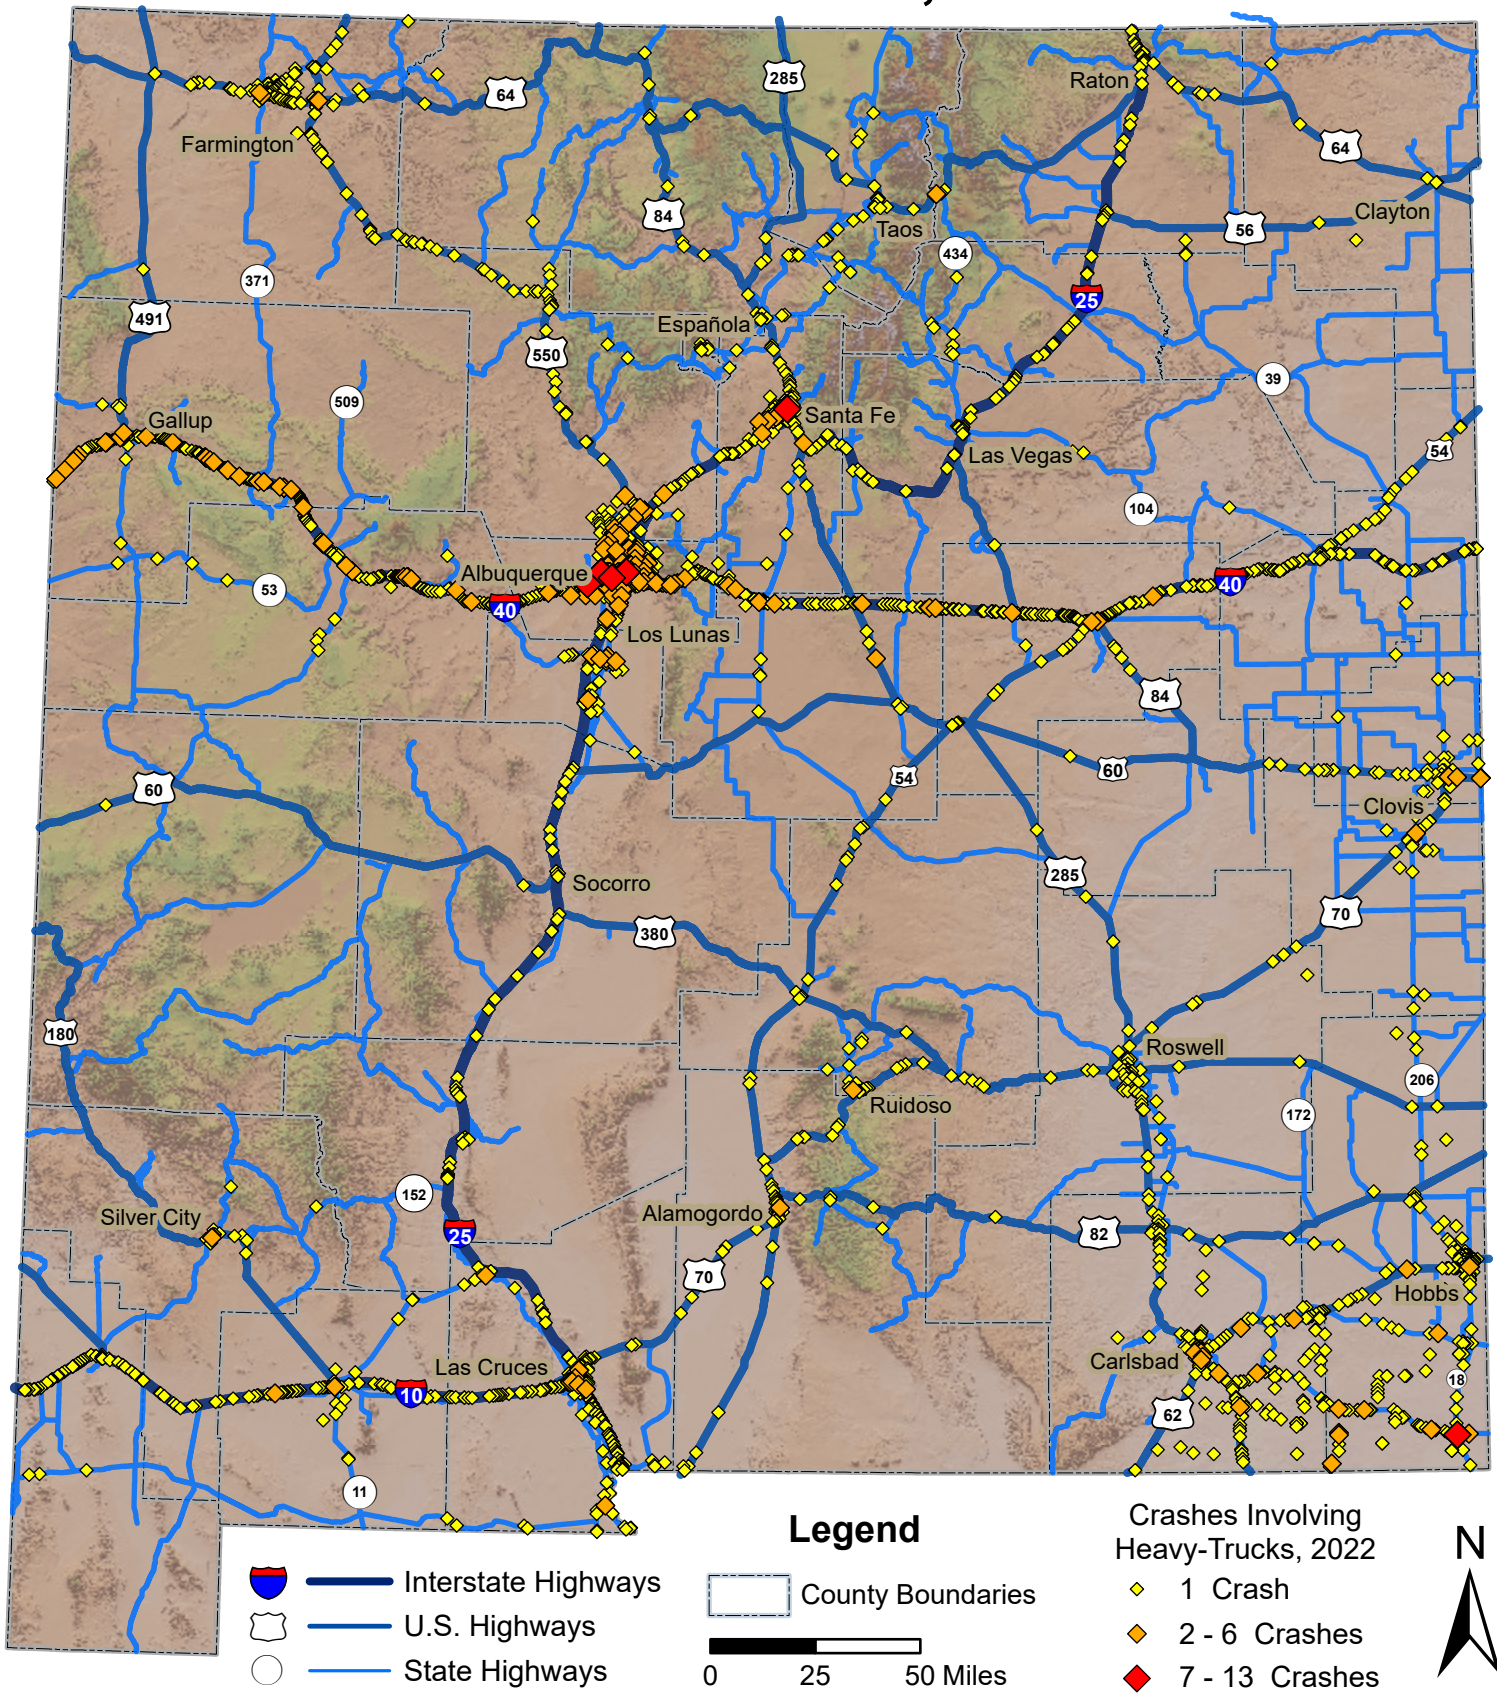 285
64
Raton
Farmington
64
84
Clayton
56
Taos
434
371
25
491
Española
550
39
509
Santa Fe
Gallup
54
Las Vegas
104
Albuquerque
53
40
40
Los Lunas
84
60
54
60
Clovis
285
Socorro
70
380
180
Roswell
206
Ruidoso
172
152
Silver City
Alamogordo
25
82
70
Hobbs
Las Cruces
Carlsbad
18
10
62
11
Legend
Crashes Involving
Heavy-Trucks, 2022
N
Interstate Highways
County Boundaries
1 Crash
U.S. Highways
2 - 6 Crashes
State Highways
0 25 50 Miles
7 - 13 Crashes